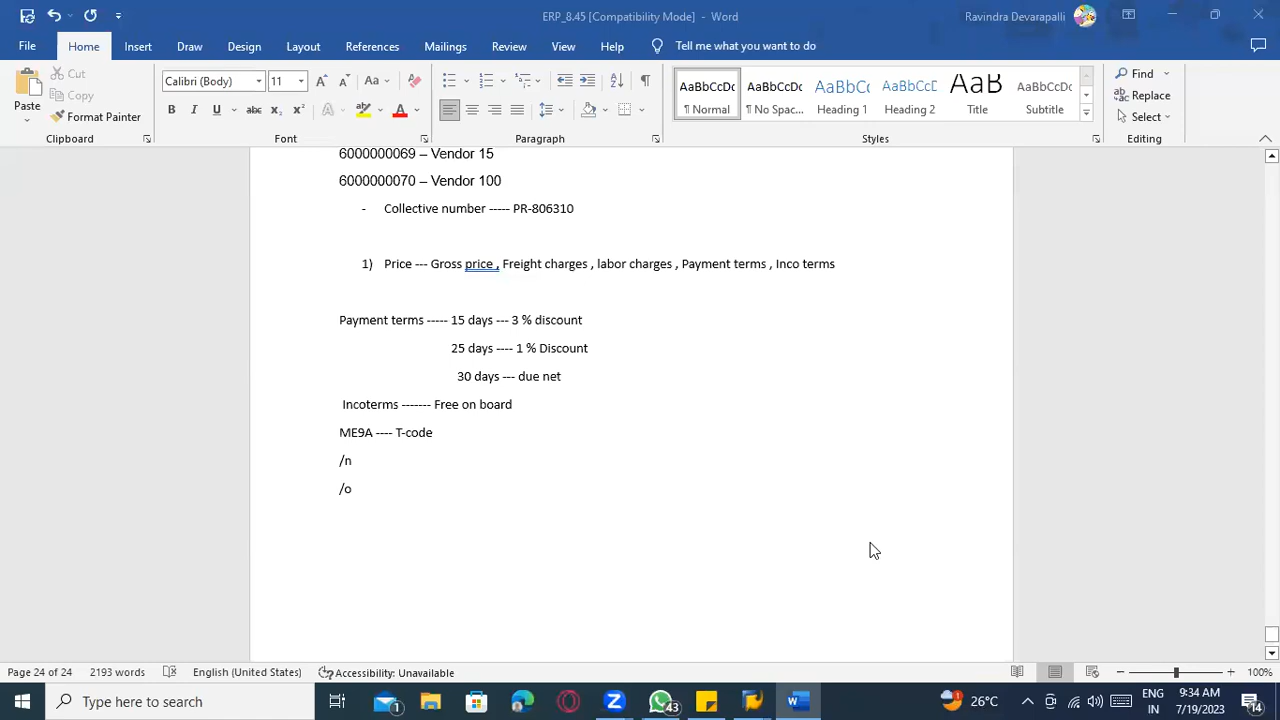 ERP_8.45 [Compatibility Mode] - Word
Ravindra Devarapalli
File Home Insert Draw Design Layout References Mailings Review View Help Tell me what you want to do
Paste
Cut
Copy
Format Painter
Clipboard
Calibri (Body) 11
Font
Paragraph
AaBbCcDc ¶ Normal
AaBbCcDc ¶ No Spac...
AaBbCc Heading 1
AaBbCcC Heading 2
AaB Title
AaBbCcD Subtitle
Styles
Find
Replace
Select
Editing
6000000069 – Vendor 15
6000000070 – Vendor 100
- Collective number ----- PR-806310
1) Price --- Gross price , Freight charges , labor charges , Payment terms , Inco terms
Payment terms ----- 15 days --- 3 % discount
25 days ---- 1 % Discount
30 days --- due net
Incoterms ------- Free on board
ME9A ---- T-code
/n
/o
Page 24 of 24 2193 words English (United States) Accessibility: Unavailable 100%
Type here to search
1
43
26°C
ENG
IN
9:34 AM
7/19/2023
14